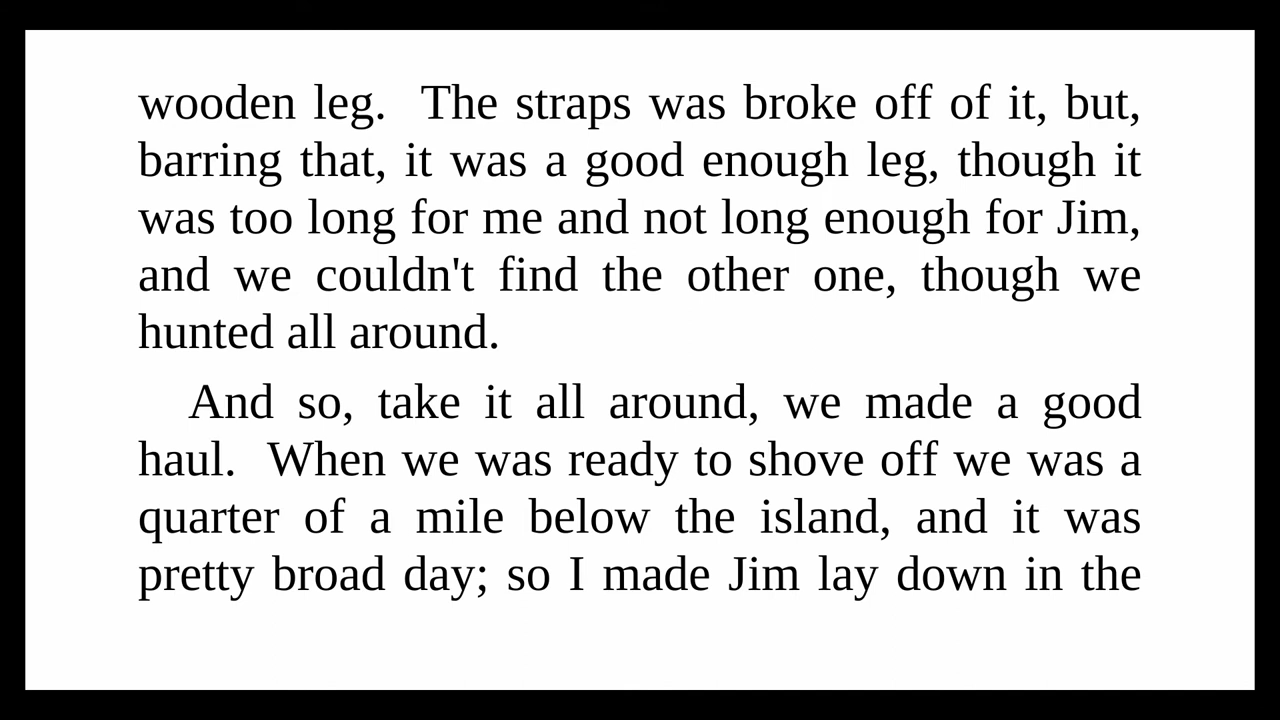 wooden leg.  The straps was broke off of it, but,
barring that, it was a good enough leg, though it
was too long for me and not long enough for Jim,
and we couldn't find the other one, though we
hunted all around.
And so, take it all around, we made a good
haul.  When we was ready to shove off we was a
quarter of a mile below the island, and it was
pretty broad day; so I made Jim lay down in the